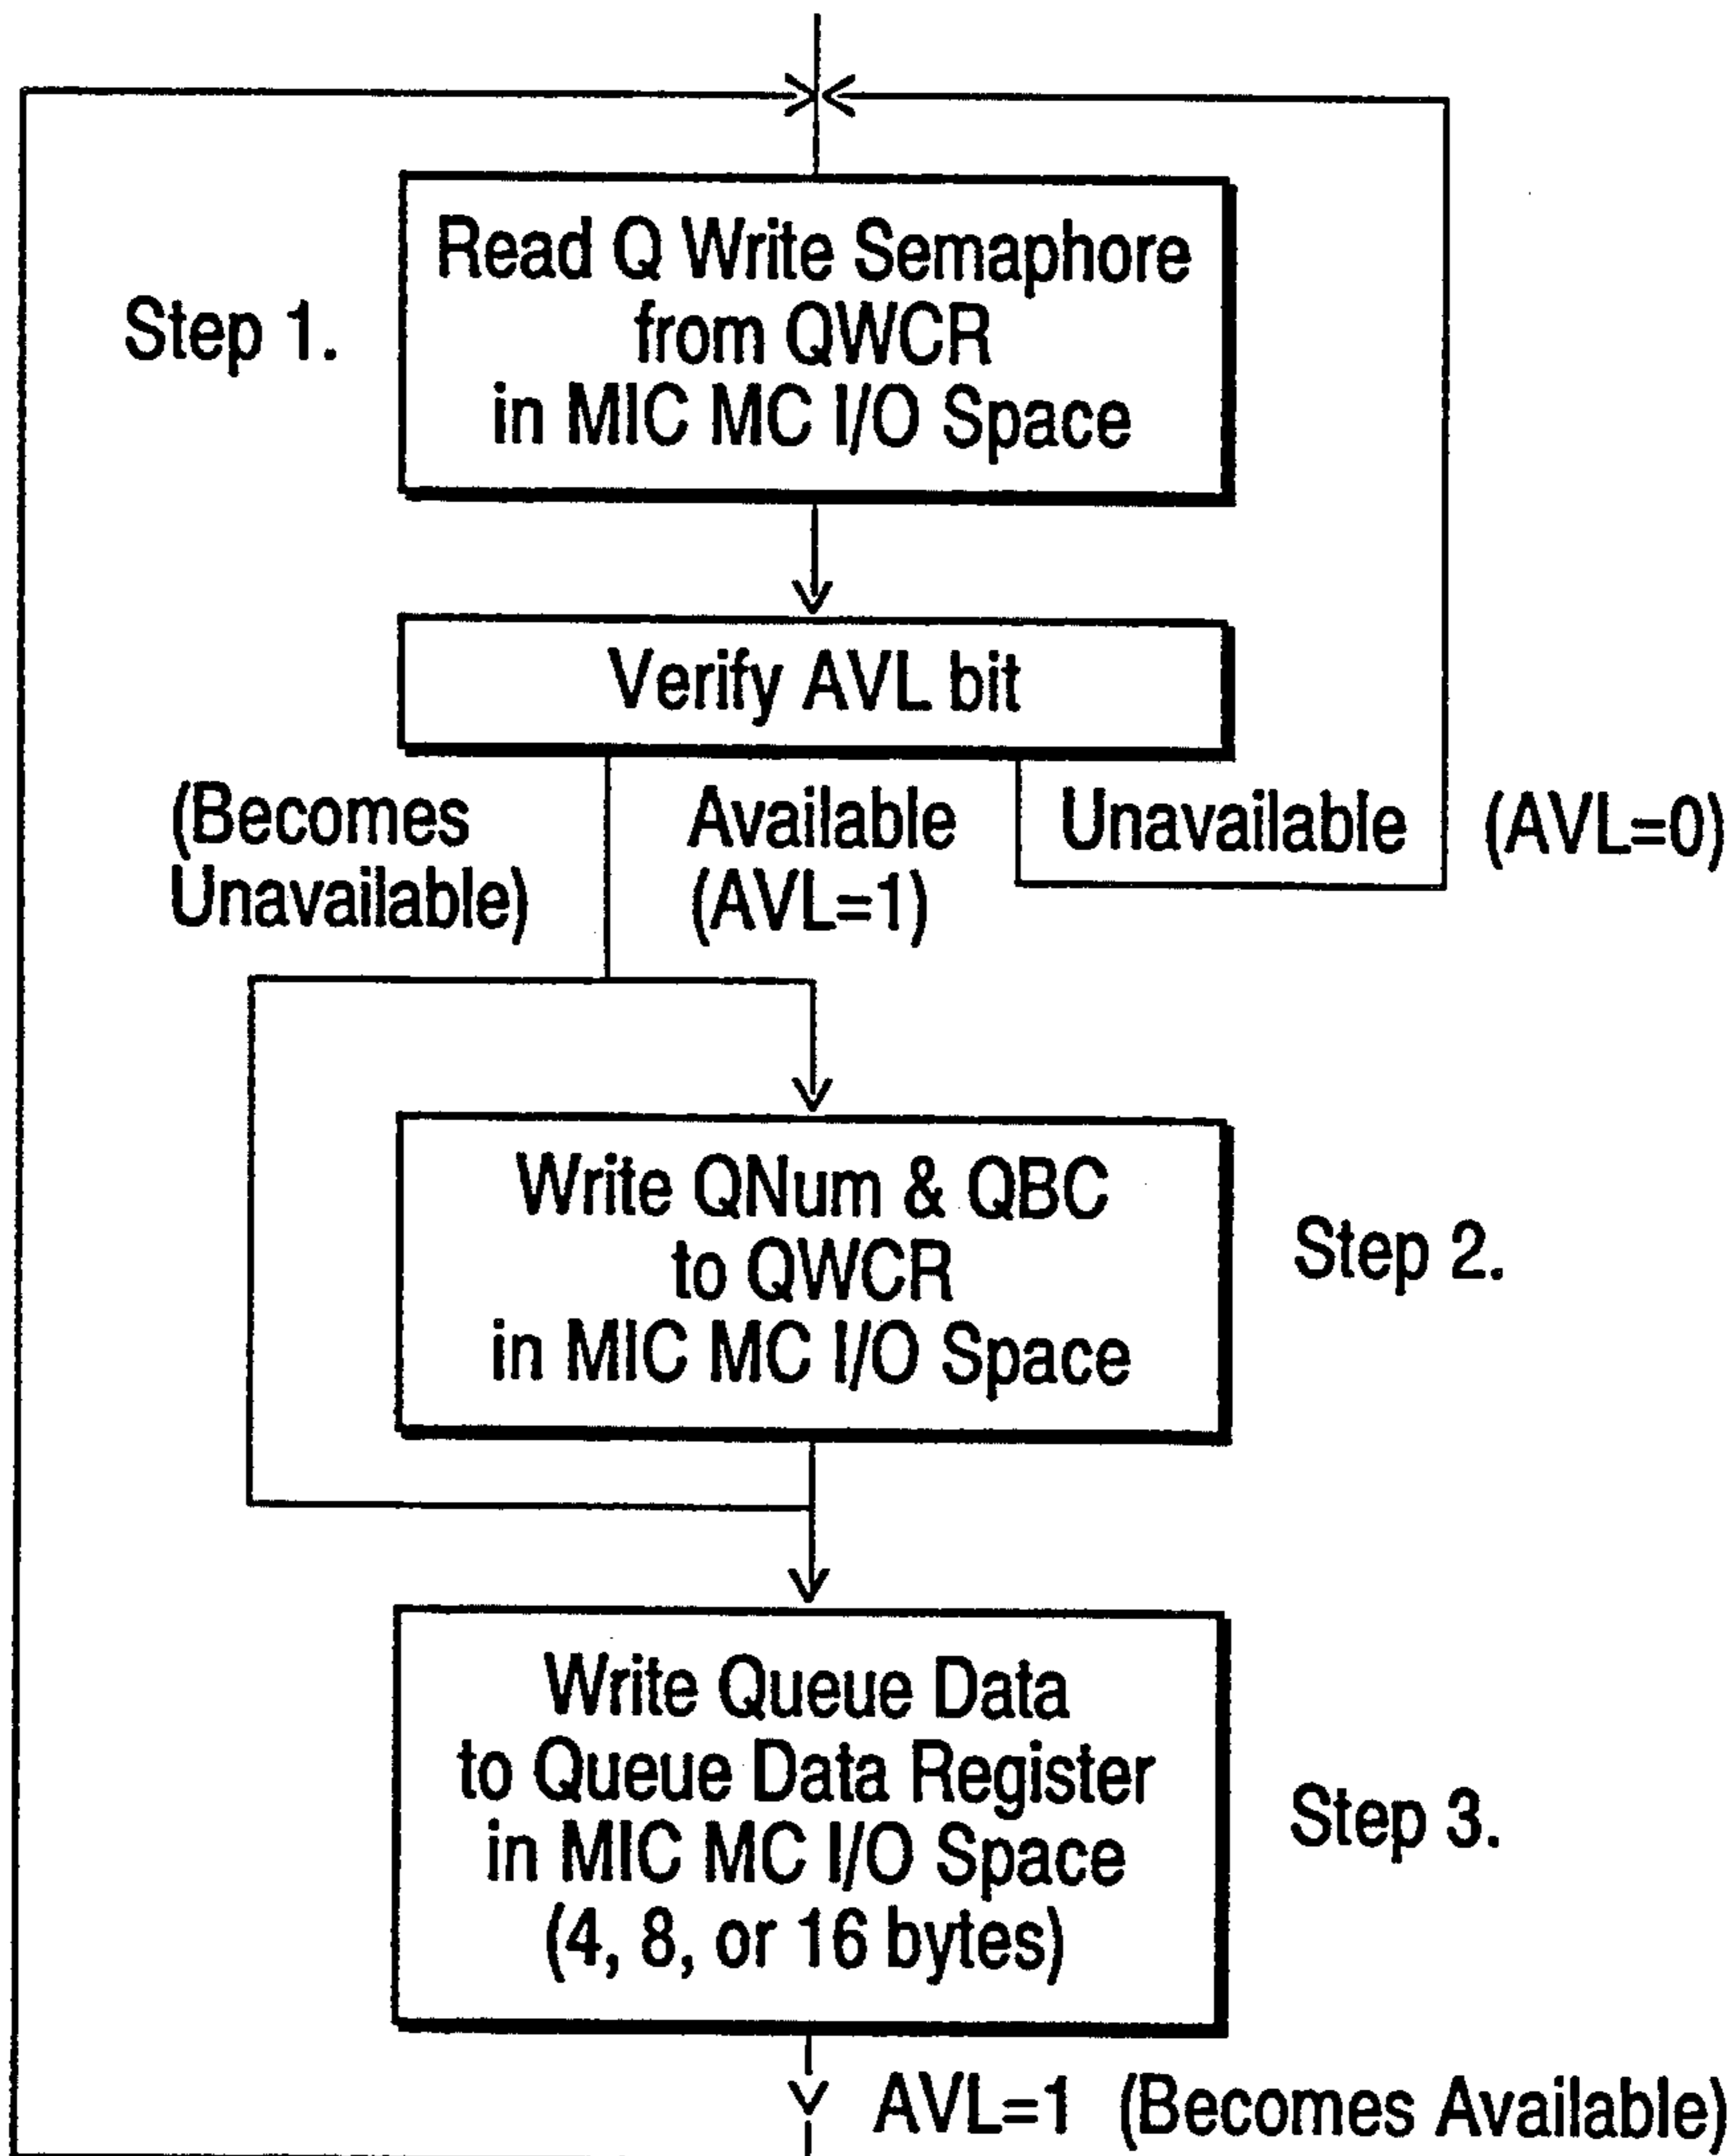 Step 1.
Read Q Write Semaphore
from QWCR
in MIC MC I/O Space
Verify AVL bit
(Becomes
Unavailable)
Available
(AVL=1)
Unavailable
(AVL=0)
Write QNum & QBC
to QWCR
in MIC MC I/O Space
Step 2.
Write Queue Data
to Queue Data Register
in MIC MC I/O Space
(4, 8, or 16 bytes)
Step 3.
AVL=1 (Becomes Available)